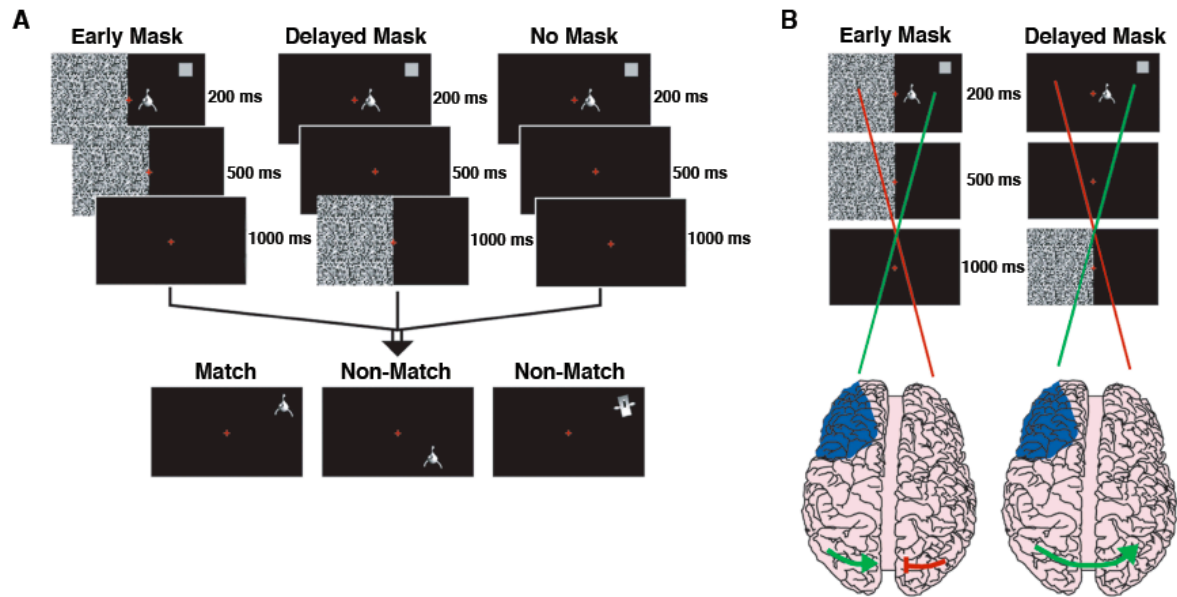 A
Early Mask
Delayed Mask
No Mask
200 ms
200 ms
200 ms
500 ms
500 ms
500 ms
1000 ms
1000 ms
1000 ms
Match
Non-Match
Non-Match
B
Early Mask
Delayed Mask
200 ms
500 ms
1000 ms